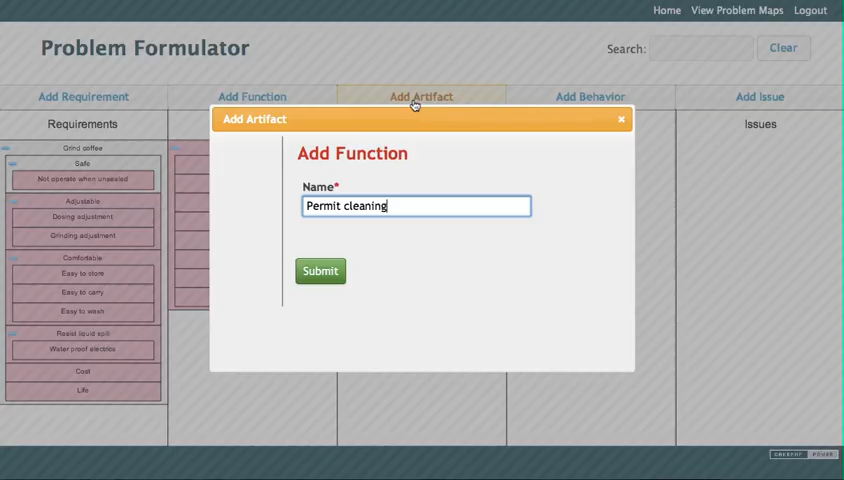 Home View Problem Maps Logout
Problem Formulator
Search:
Clear
Add Requirement
Add Function
Add Artifact
Add Behavior
Add Issue
Requirements
Issues
Grind coffee
Safe
Not operate when unsealed
Adjustable
Dosing adjustment
Grinding adjustment
Comfortable
Easy to store
Easy to carry
Easy to wash
Resist liquid spill
Water proof electrics
Cost
Life
Add Artifact
×
Add Function
Name*
Permit cleaning
Submit
CAKEPHP POWER